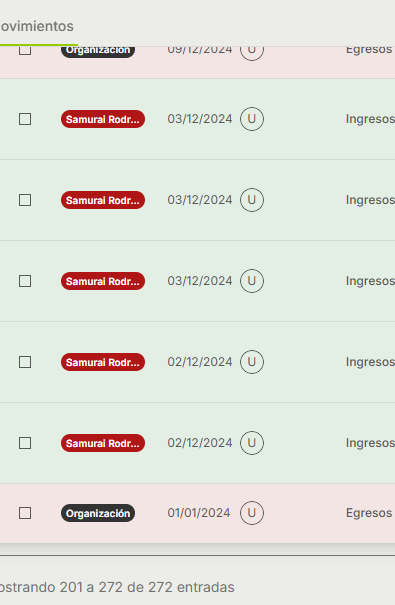 ovimientos
Organización 09/12/2024 U Egresos
Samurai Rodr... 03/12/2024 U Ingresos
Samurai Rodr... 03/12/2024 U Ingresos
Samurai Rodr... 03/12/2024 U Ingresos
Samurai Rodr... 02/12/2024 U Ingresos
Samurai Rodr... 02/12/2024 U Ingresos
Organización 01/01/2024 U Egresos
ostrando 201 a 272 de 272 entradas